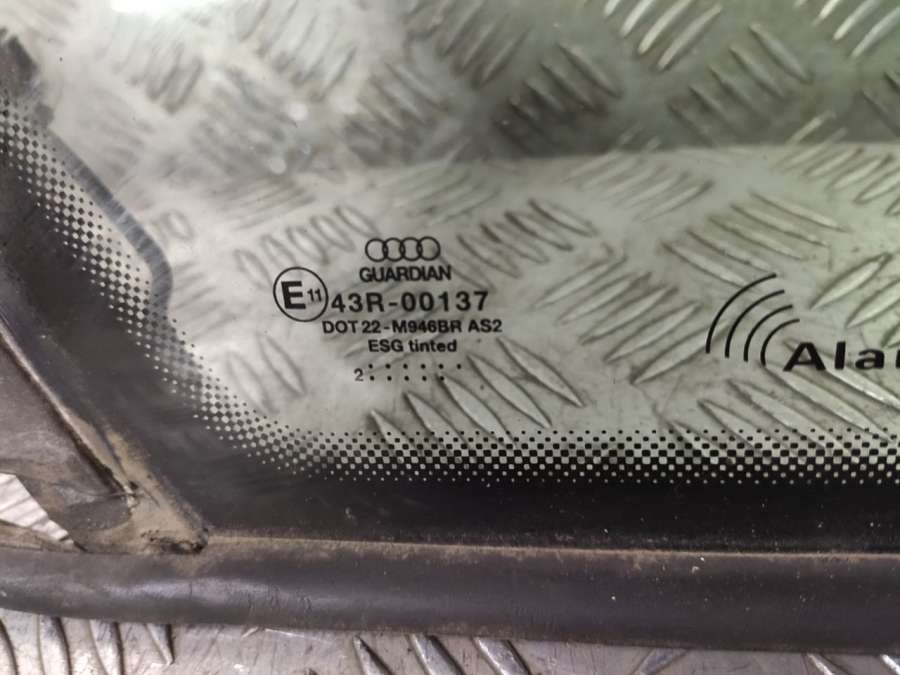 GUARDIAN
E11 43R-00137
DOT 22-M946BR AS2
ESG tinted
2